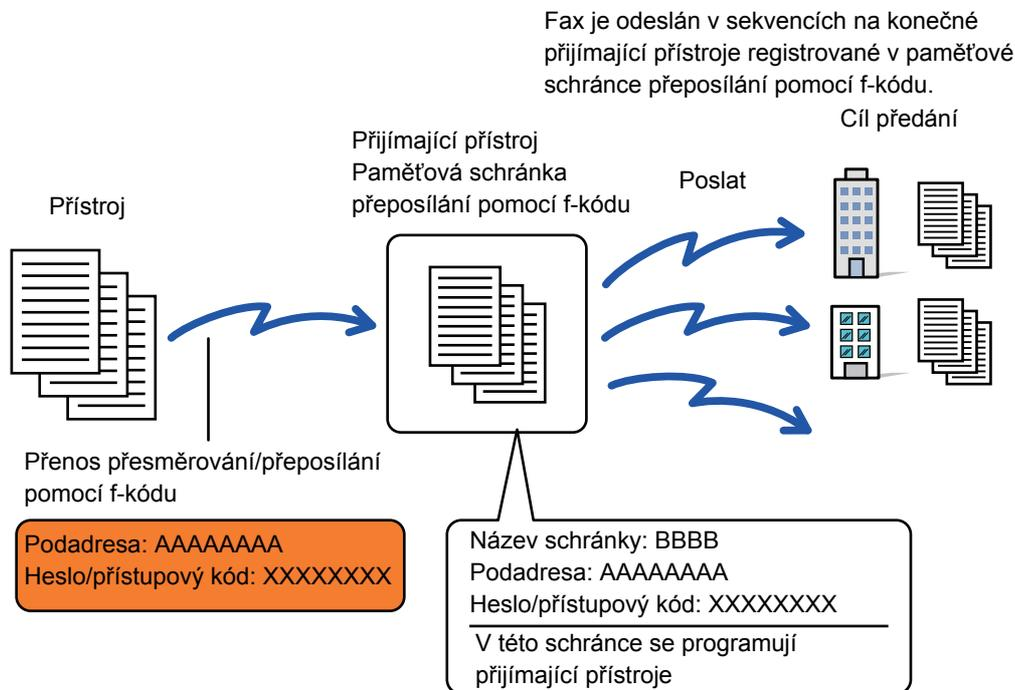 Fax je odeslán v sekvencích na konečné
přijímající přístroje registrované v paměťové
schránce přeposílání pomocí f-kódu.
Cíl předání
Přijímající přístroj
Paměťová schránka
přeposílání pomocí f-kódu
Poslat
Přístroj
Přenos přesměrování/přeposílání
pomocí f-kódu
Podadresa: AAAAAAAA
Heslo/přístupový kód: XXXXXXXX
Název schránky: BBBB
Podadresa: AAAAAAAA
Heslo/přístupový kód: XXXXXXXX
V této schránce se programují
přijímající přístroje